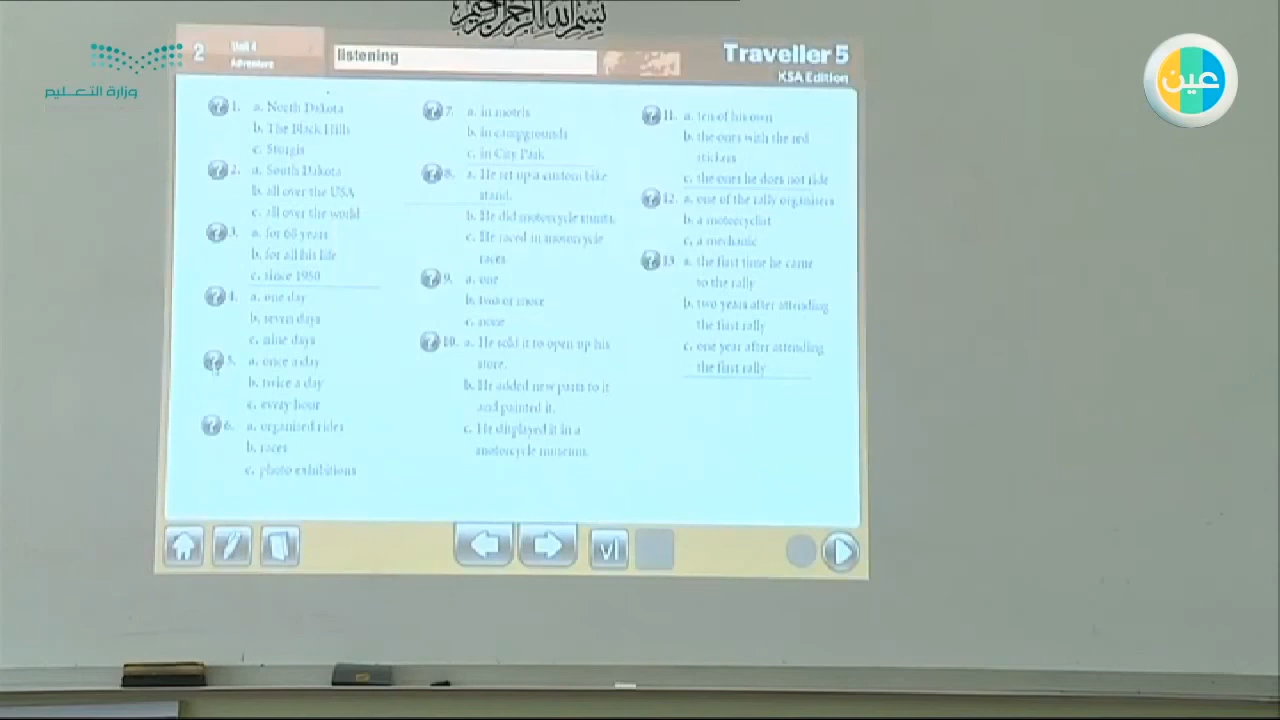 بسم الله الرحمن الرحيم
وزارة التعليم
عين
2
Unit 4
Adventure
listening
Traveller 5
KSA Edition
1. a. North Dakota
b. The Black Hills
c. Sturgis
2. a. South Dakota
b. all over the USA
c. all over the world
3. a. for 68 years
b. for all his life
c. since 1950
4. a. one day
b. seven days
c. nine days
5. a. once a day
b. twice a day
c. every hour
6. a. organised rides
b. races
c. photo exhibitions
7. a. in motels
b. in campgrounds
c. in City Park
8. a. He set up a custom bike
stand.
b. He did motorcycle stunts.
c. He raced in motorcycle
races.
9. a. one
b. two or more
c. none
10. a. He sold it to open up his
store.
b. He added new parts to it
and painted it.
c. He displayed it in a
motorcycle museum.
11. a. ten of his own
b. the ones with the red
stickers
c. the ones he does not ride
12. a. one of the rally organisers
b. a motorcyclist
c. a mechanic
13. a. the first time he came
to the rally
b. two years after attending
the first rally
c. one year after attending
the first rally